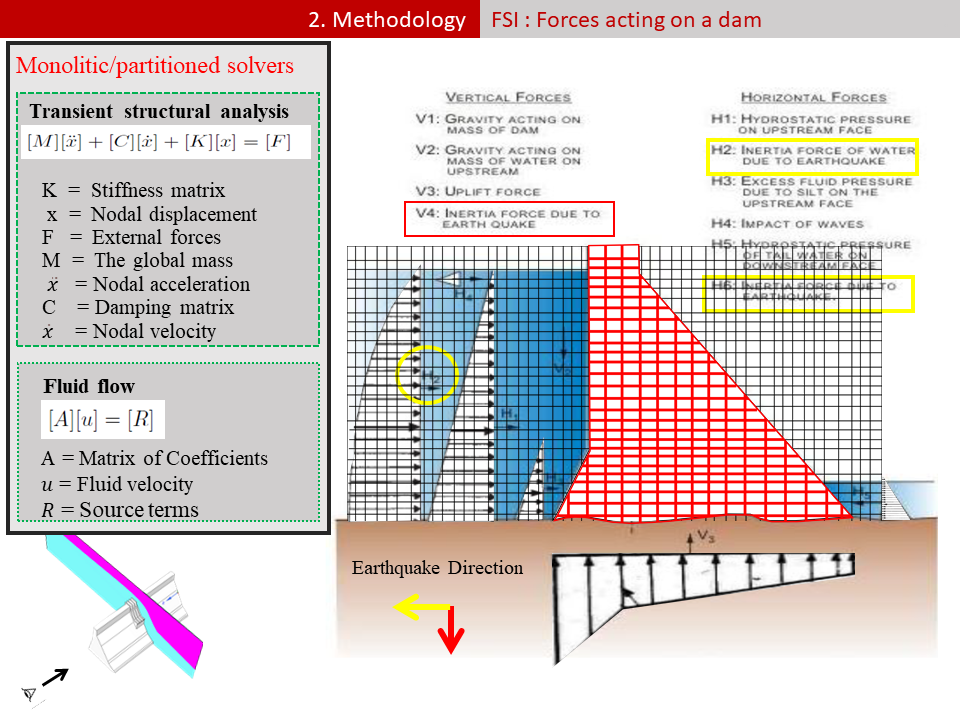 2. Methodology
FSI : Forces acting on a dam
Monolitic/partitioned solvers
Transient structural analysis
[M][ẍ] + [C][ẋ] + [K][x] = [F]
K = Stiffness matrix
x = Nodal displacement
F = External forces
M = The global mass
ẍ = Nodal acceleration
C = Damping matrix
ẋ = Nodal velocity
Fluid flow
[A][u] = [R]
A = Matrix of Coefficients
u = Fluid velocity
R = Source terms
VERTICAL FORCES
V1: GRAVITY ACTING ON
MASS OF DAM
V2: GRAVITY ACTING ON
MASS OF WATER ON
UPSTREAM
V3: UPLIFT FORCE
V4: INERTIA FORCE DUE TO
EARTH QUAKE
HORIZONTAL FORCES
H1: HYDROSTATIC PRESSURE
ON UPSTREAM FACE
H2: INERTIA FORCE OF WATER
DUE TO EARTHQUAKE
H3: EXCESS FLUID PRESSURE
DUE TO SILT ON THE
UPSTREAM FACE
H4: IMPACT OF WAVES
H5: HYDROSTATIC PRESSURE
OF TAIL WATER ON
DOWNSTREAM FACE
H6: INERTIA FORCE DUE TO
EARTHQUAKE.
H4
V2
H2
H1
H3
H5
V3
Earthquake Direction